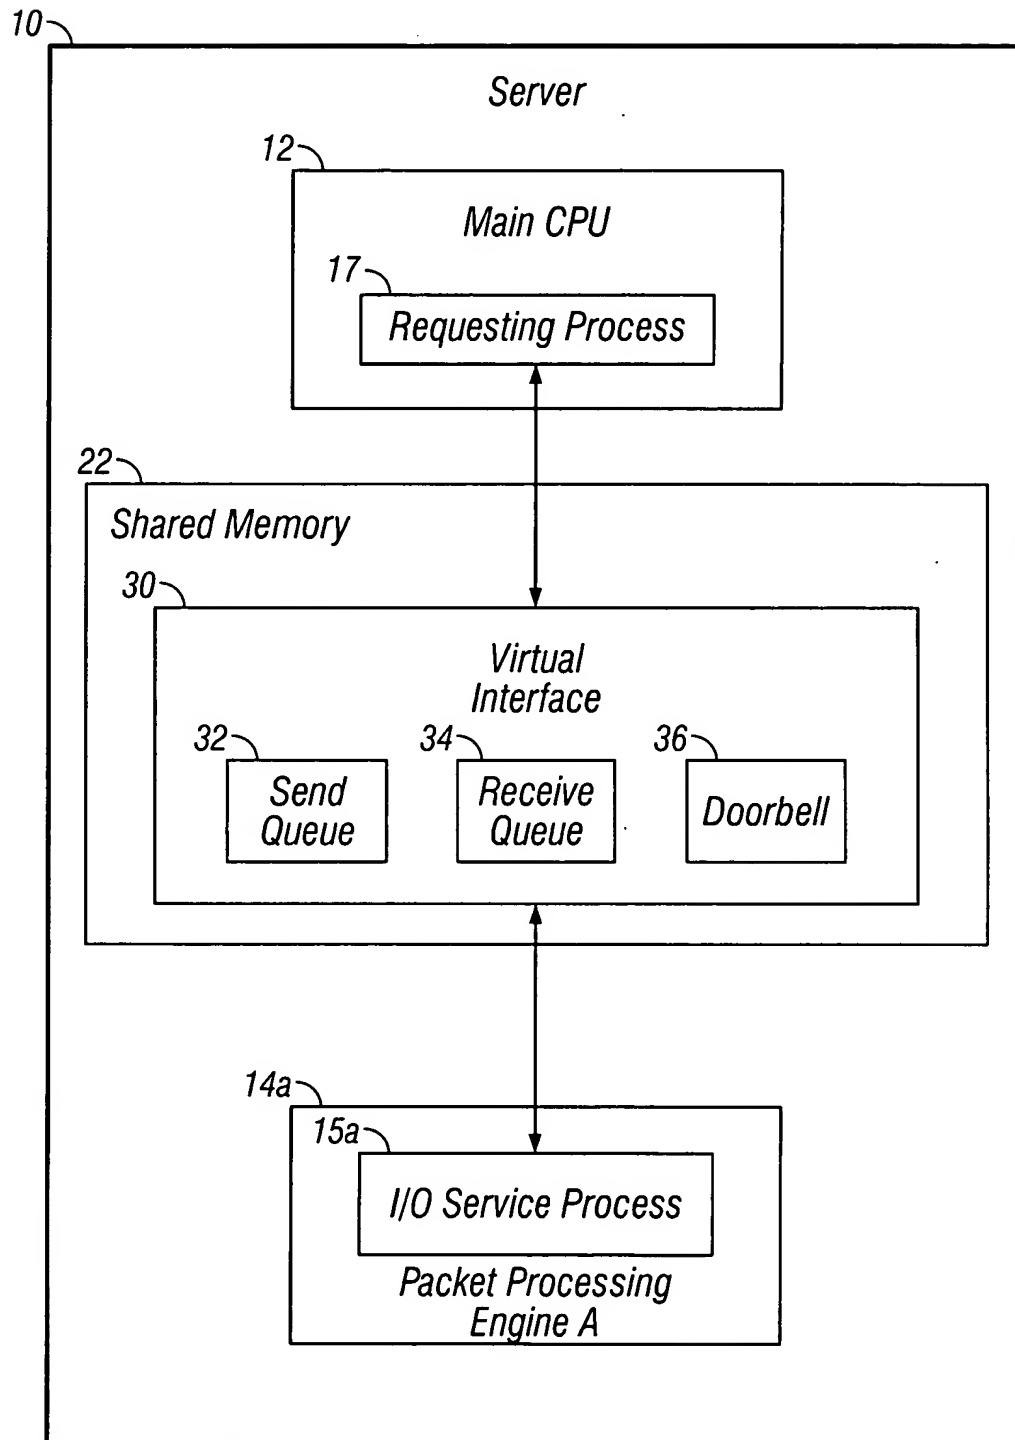 10
Server
12
Main CPU
17
Requesting Process
22
Shared Memory
30
Virtual
Interface
32
34
36
Send
Queue
Receive
Queue
Doorbell
14a
15a
I/O Service Process
Packet Processing
Engine A